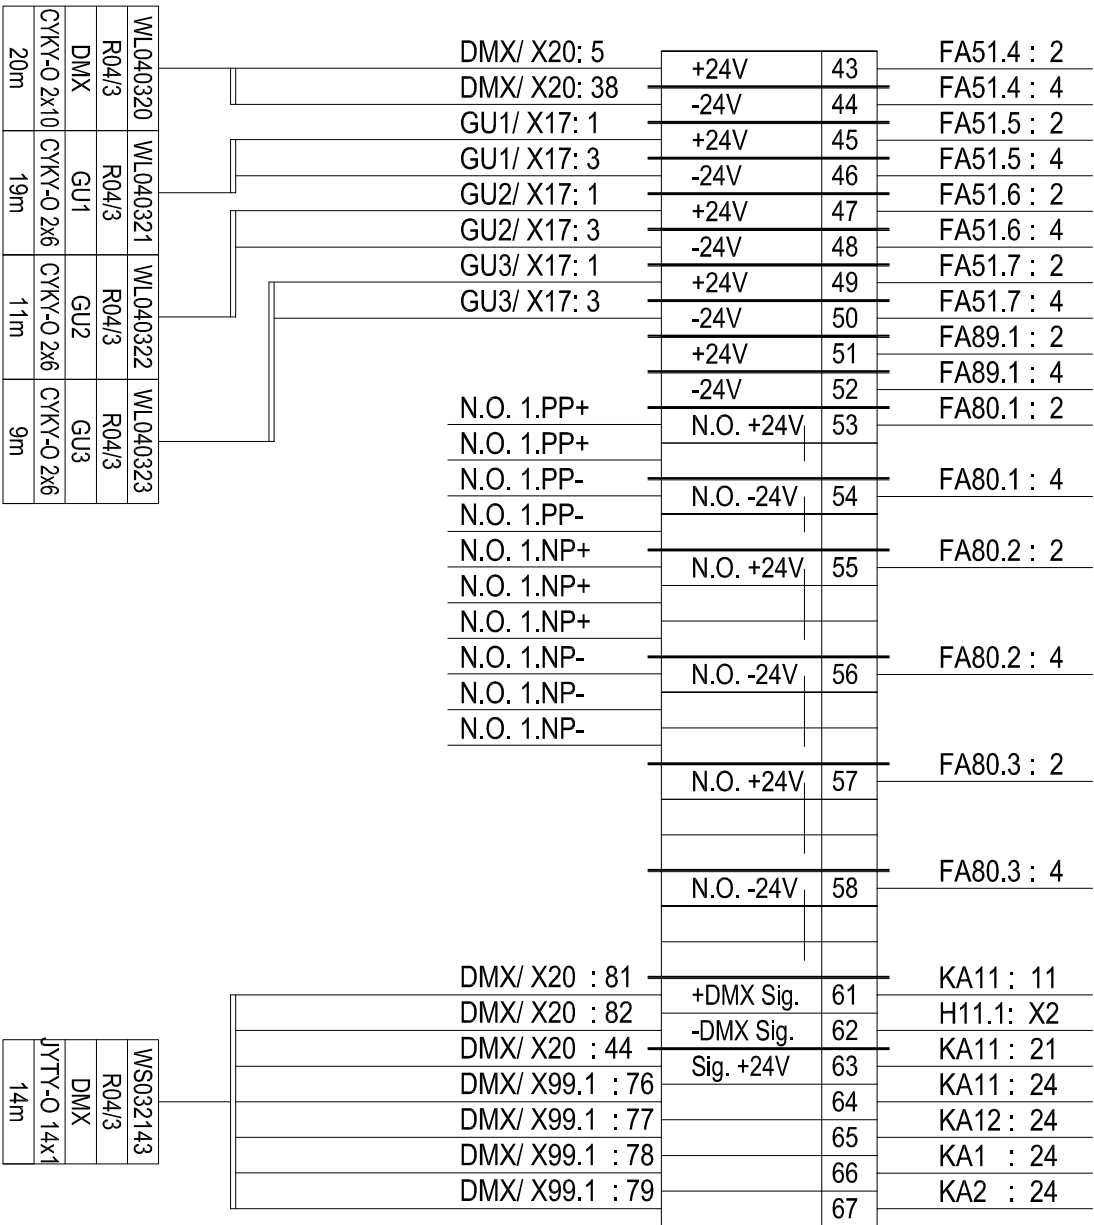 WL040320
R04/3
DMX
CYKY-O 2x10
20m
WL040321
R04/3
GU1
CYKY-O 2x6
19m
WL040322
R04/3
GU2
CYKY-O 2x6
11m
WL040323
R04/3
GU3
CYKY-O 2x6
9m
DMX/ X20: 5 +24V 43 FA51.4 : 2
DMX/ X20: 38 -24V 44 FA51.4 : 4
GU1/ X17: 1 +24V 45 FA51.5 : 2
GU1/ X17: 3 -24V 46 FA51.5 : 4
GU2/ X17: 1 +24V 47 FA51.6 : 2
GU2/ X17: 3 -24V 48 FA51.6 : 4
GU3/ X17: 1 +24V 49 FA51.7 : 2
GU3/ X17: 3 -24V 50 FA51.7 : 4
+24V 51 FA89.1 : 2
-24V 52 FA89.1 : 4
N.O. 1.PP+ N.O. +24V 53 FA80.1 : 2
N.O. 1.PP+
N.O. 1.PP- N.O. -24V 54 FA80.1 : 4
N.O. 1.PP-
N.O. 1.NP+ N.O. +24V 55 FA80.2 : 2
N.O. 1.NP+
N.O. 1.NP+
N.O. 1.NP- N.O. -24V 56 FA80.2 : 4
N.O. 1.NP-
N.O. 1.NP-
N.O. +24V 57 FA80.3 : 2
N.O. -24V 58 FA80.3 : 4
DMX/ X20 : 81 +DMX Sig. 61 KA11 : 11
DMX/ X20 : 82 -DMX Sig. 62 H11.1: X2
DMX/ X20 : 44 Sig. +24V 63 KA11 : 21
DMX/ X99.1 : 76 64 KA11 : 24
DMX/ X99.1 : 77 65 KA12 : 24
DMX/ X99.1 : 78 66 KA1 : 24
DMX/ X99.1 : 79 67 KA2 : 24
WS032143
R04/3
DMX
JYTY-O 14x1
14m